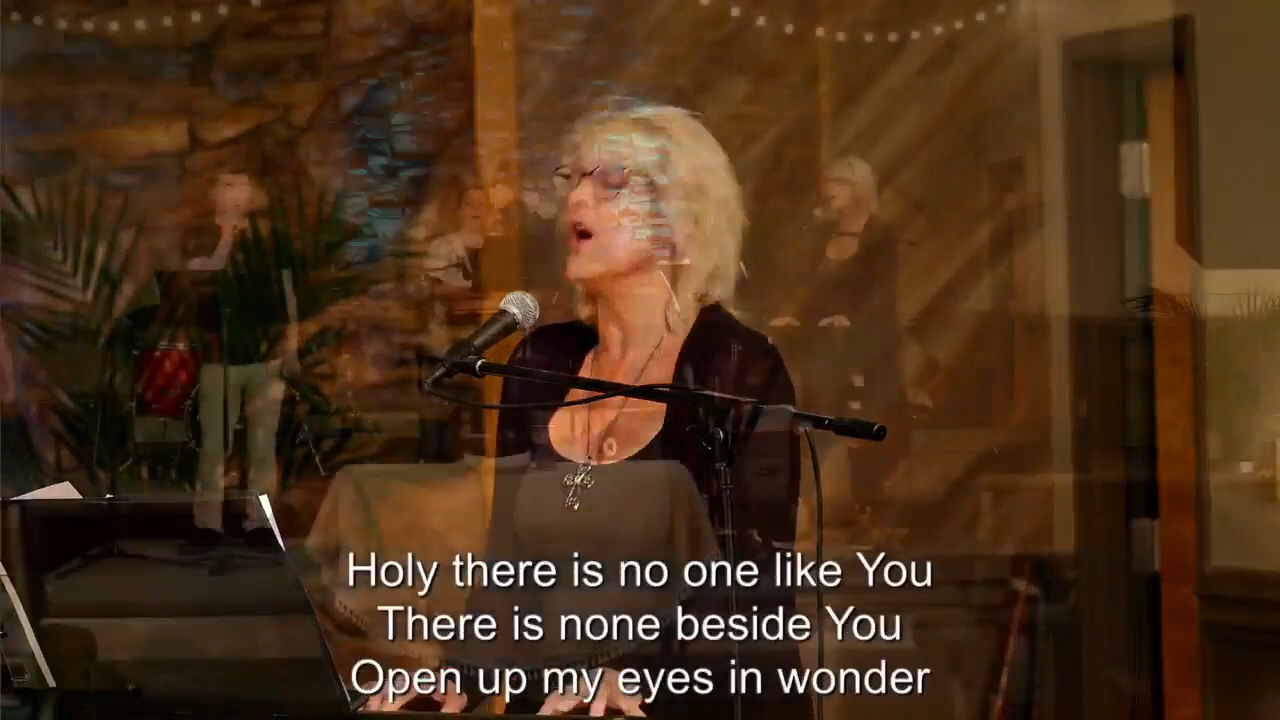 Holy there is no one like You
There is none beside You
Open up my eyes in wonder